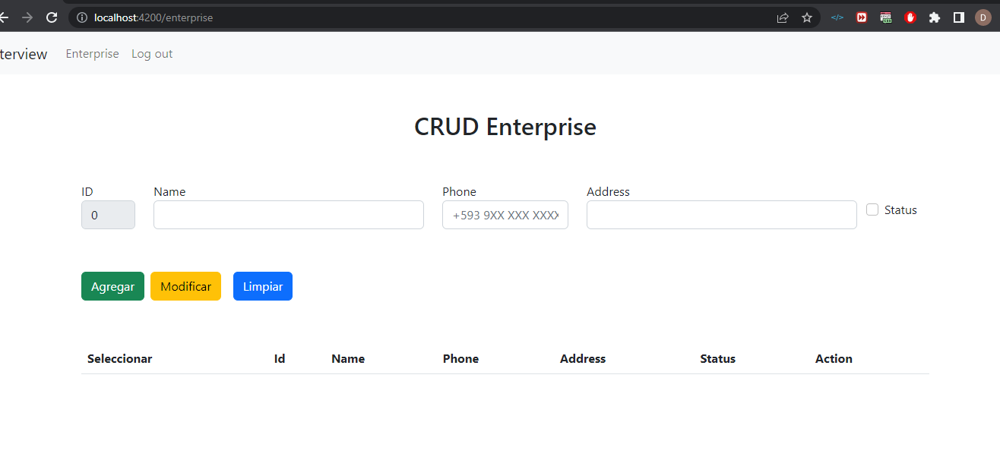 localhost:4200/enterprise
D
terview Enterprise Log out
CRUD Enterprise
ID Name Phone Address
0 +593 9XX XXX XXXX Status
Agregar Modificar Limpiar
Seleccionar Id Name Phone Address Status Action